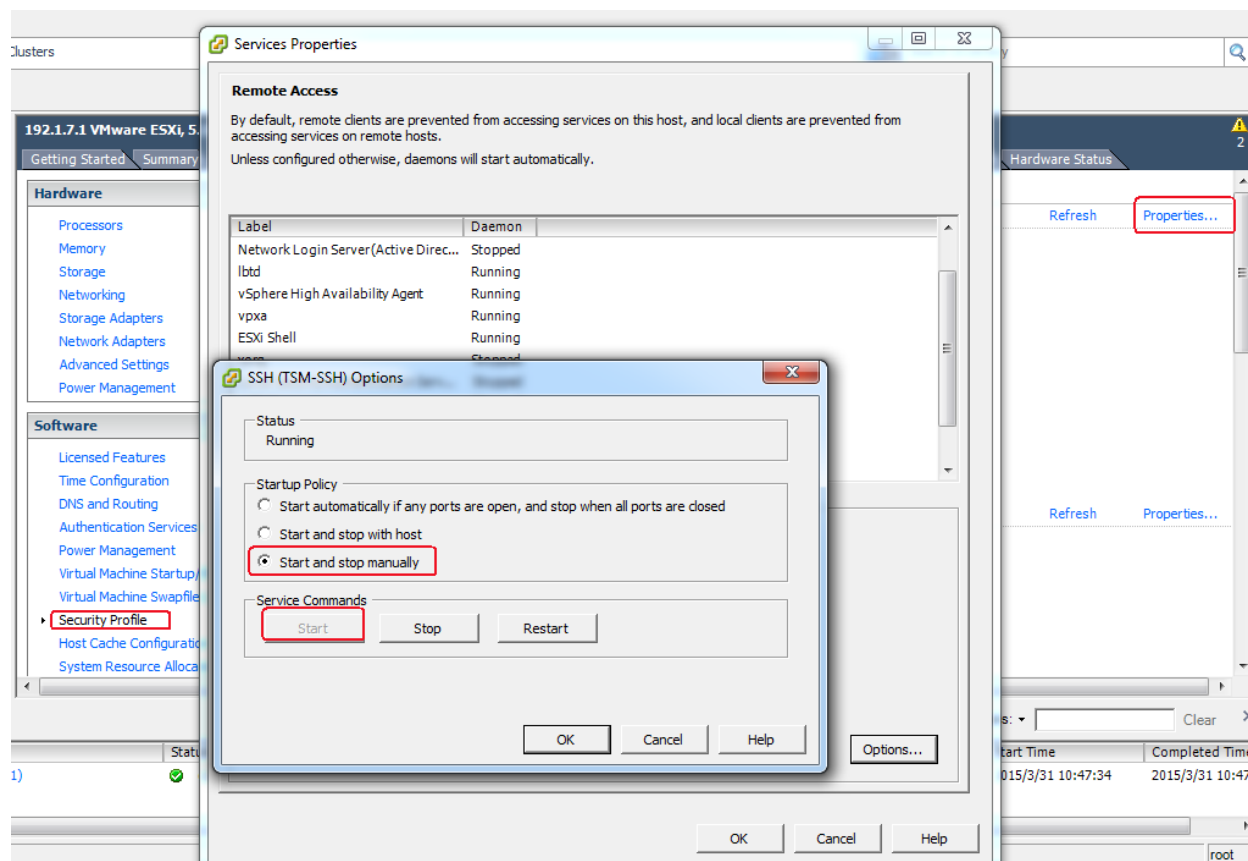 Clusters
Services Properties
Remote Access
By default, remote clients are prevented from accessing services on this host, and local clients are prevented from
accessing services on remote hosts.
Unless configured otherwise, daemons will start automatically.
192.1.7.1 VMware ESXi, 5.
2
Getting Started Summary Hardware Status
Hardware
Processors
Memory
Storage
Networking
Storage Adapters
Network Adapters
Advanced Settings
Power Management
Software
Licensed Features
Time Configuration
DNS and Routing
Authentication Services
Power Management
Virtual Machine Startup/
Virtual Machine Swapfile
Security Profile
Host Cache Configuratio
System Resource Alloca
Label Daemon
Network Login Server(Active Direc... Stopped
lbtd Running
vSphere High Availability Agent Running
vpxa Running
ESXi Shell Running
xorg Stopped
Refresh Properties...
Refresh Properties...
SSH (TSM-SSH) Options
Status
Running
Startup Policy
Start automatically if any ports are open, and stop when all ports are closed
Start and stop with host
Start and stop manually
Service Commands
Start Stop Restart
OK Cancel Help
Options...
s: Clear
Statu tart Time Completed Time
1) 015/3/31 10:47:34 2015/3/31 10:47
OK Cancel Help
root